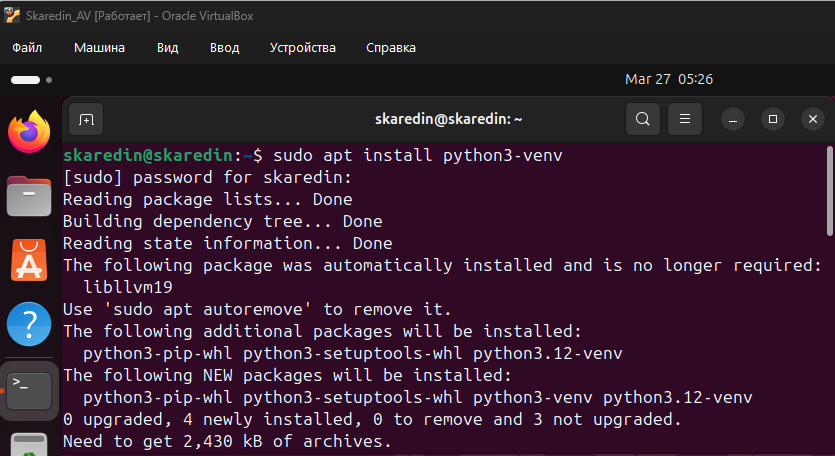 Skaredin_AV [Работает] - Oracle VirtualBox
Файл Машина Вид Ввод Устройства Справка
Mar 27 05:26
skaredin@skaredin: ~
skaredin@skaredin:~$ sudo apt install python3-venv
[sudo] password for skaredin:
Reading package lists... Done
Building dependency tree... Done
Reading state information... Done
The following package was automatically installed and is no longer required:
  libllvm19
Use 'sudo apt autoremove' to remove it.
The following additional packages will be installed:
  python3-pip-whl python3-setuptools-whl python3.12-venv
The following NEW packages will be installed:
  python3-pip-whl python3-setuptools-whl python3-venv python3.12-venv
0 upgraded, 4 newly installed, 0 to remove and 3 not upgraded.
Need to get 2,430 kB of archives.